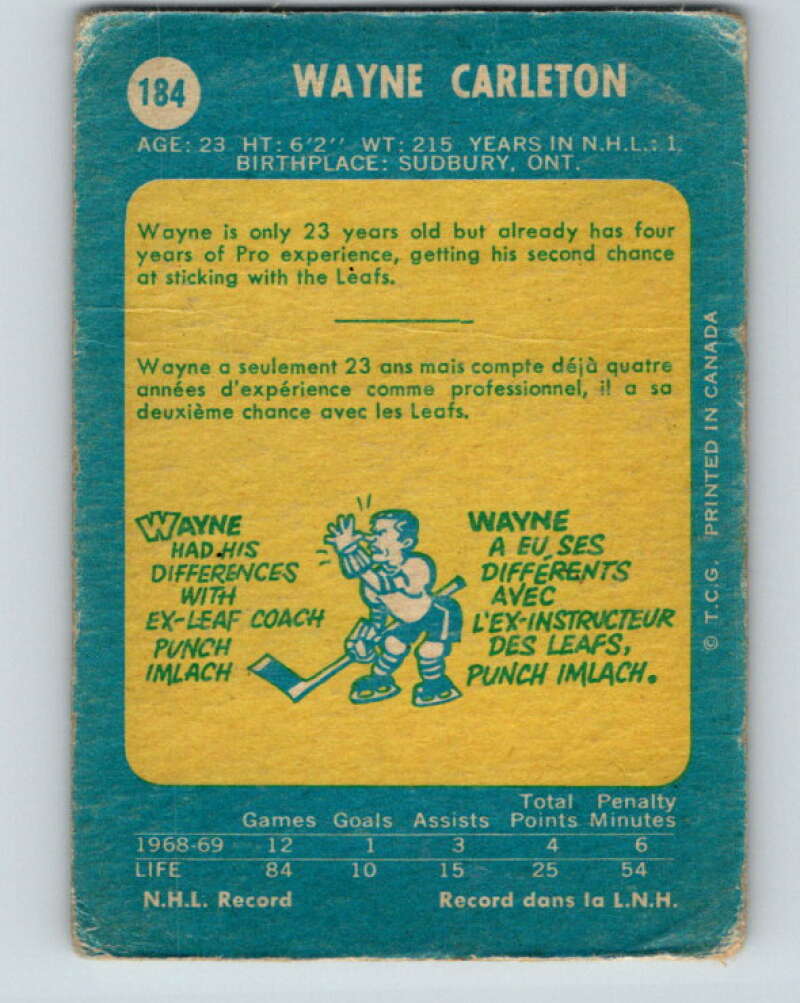 184
WAYNE CARLETON
AGE: 23 HT: 6'2'' WT: 215 YEARS IN N.H.L.: 1.
BIRTHPLACE: SUDBURY, ONT.
Wayne is only 23 years old but already has four
years of Pro experience, getting his second chance
at sticking with the Leafs.
Wayne a seulement 23 ans mais compte déjà quatre
années d'expérience comme professionnel, il a sa
deuxième chance avec les Leafs.
WAYNE
HAD HIS
DIFFERENCES
WITH
EX-LEAF COACH
PUNCH
IMLACH
WAYNE
A EU SES
DIFFÉRENTS
AVEC
L'EX-INSTRUCTEUR
DES LEAFS,
PUNCH IMLACH.
© T.C.G. PRINTED IN CANADA
Total Penalty
Games Goals Assists Points Minutes
1968-69 12 1 3 4 6
LIFE 84 10 15 25 54
N.H.L. Record Record dans la L.N.H.